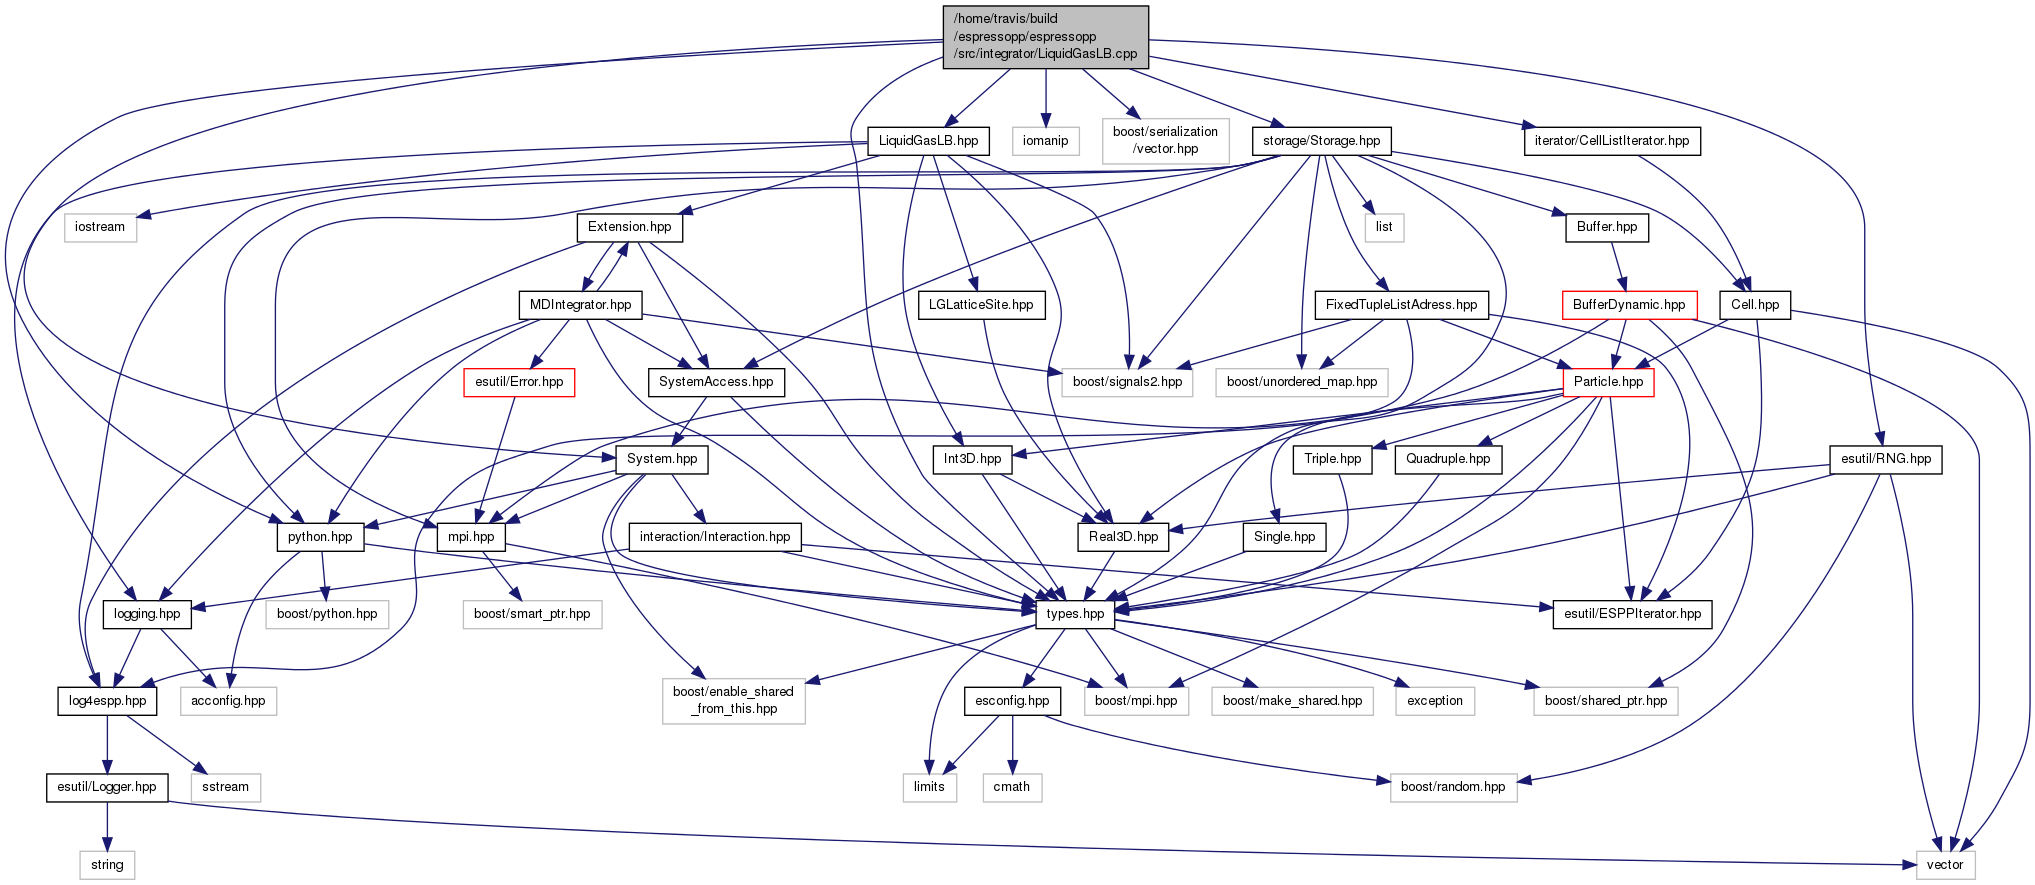 /home/travis/build
/espressopp/espressopp
/src/integrator/LiquidGasLB.cpp
LiquidGasLB.hpp
iomanip
boost/serialization
/vector.hpp
storage/Storage.hpp
iterator/CellListIterator.hpp
iostream
Extension.hpp
list
Buffer.hpp
MDIntegrator.hpp
LGLatticeSite.hpp
FixedTupleListAdress.hpp
BufferDynamic.hpp
Cell.hpp
esutil/Error.hpp
SystemAccess.hpp
boost/signals2.hpp
boost/unordered_map.hpp
Particle.hpp
System.hpp
Int3D.hpp
Triple.hpp
Quadruple.hpp
esutil/RNG.hpp
python.hpp
mpi.hpp
interaction/Interaction.hpp
Real3D.hpp
Single.hpp
logging.hpp
boost/python.hpp
boost/smart_ptr.hpp
types.hpp
esutil/ESPPIterator.hpp
log4espp.hpp
acconfig.hpp
boost/enable_shared
_from_this.hpp
esconfig.hpp
boost/mpi.hpp
boost/make_shared.hpp
exception
boost/shared_ptr.hpp
esutil/Logger.hpp
sstream
limits
cmath
boost/random.hpp
string
vector